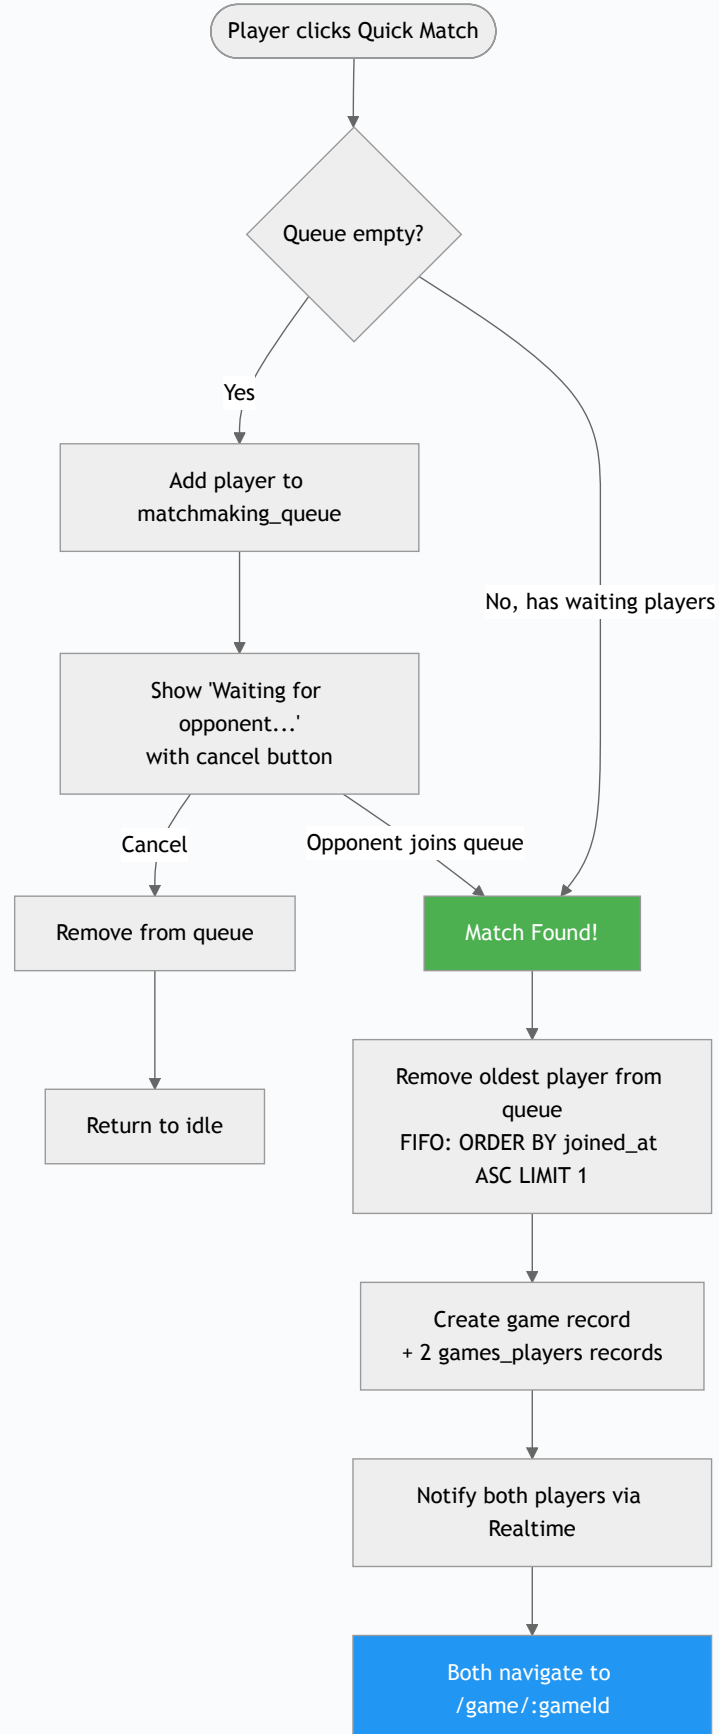 Player clicks Quick Match
Queue empty?
Yes
Add player to
matchmaking_queue
No, has waiting players
Show 'Waiting for
opponent...'
with cancel button
Cancel
Opponent joins queue
Remove from queue
Match Found!
Return to idle
Remove oldest player from
queue
FIFO: ORDER BY joined_at
ASC LIMIT 1
Create game record
+ 2 games_players records
Notify both players via
Realtime
Both navigate to
/game/:gameId